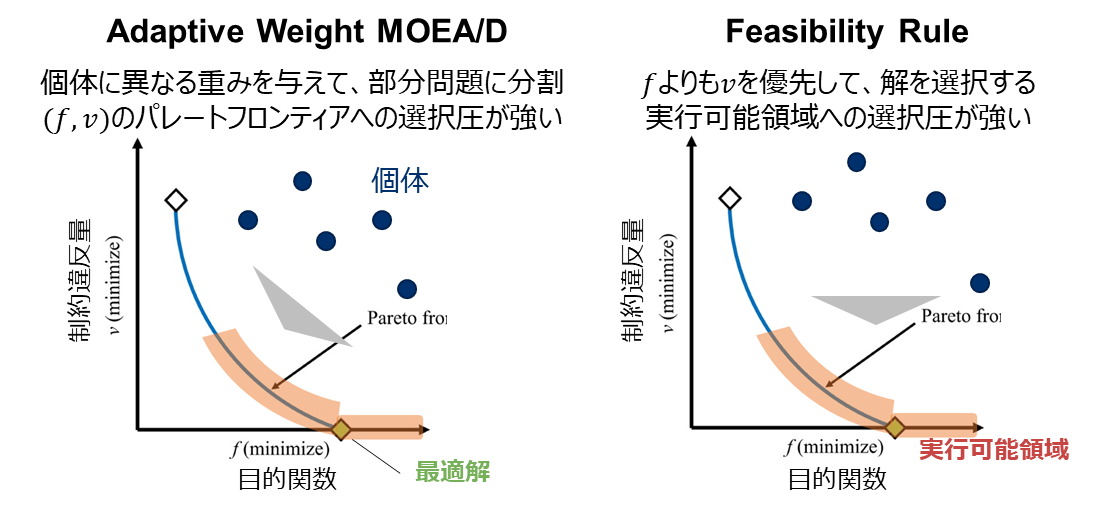 Adaptive Weight MOEA/D
個体に異なる重みを与えて、部分問題に分割
(f, v)のパレートフロンティアへの選択圧が強い
個体
制約違反量
v (minimize)
Pareto fro
f (minimize)
目的関数
最適解
Feasibility Rule
fよりもvを優先して、解を選択する
実行可能領域への選択圧が強い
制約違反量
v (minimize)
Pareto fro
実行可能領域
f (minimize)
目的関数